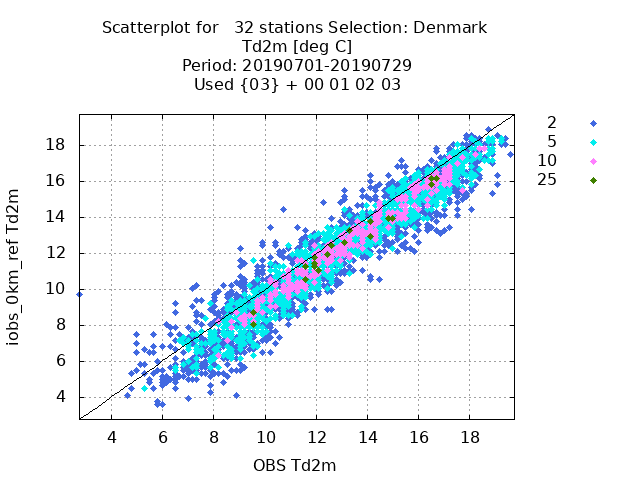 Scatterplot for   32 stations Selection: Denmark
Td2m [deg C]
Period: 20190701-20190729
Used {03} + 00 01 02 03
2
5
10
25
18
16
14
12
10
8
6
4
iobs_0km_ref Td2m
4 6 8 10 12 14 16 18
OBS Td2m